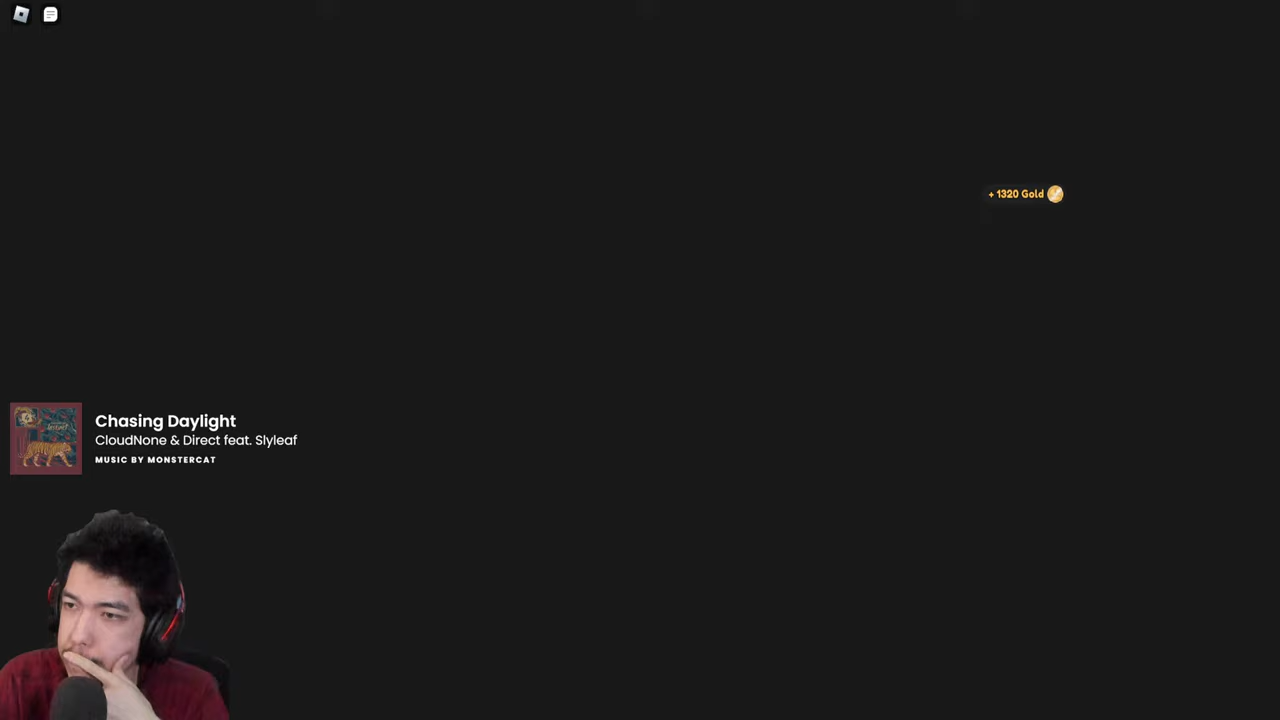 + 1320 Gold
Chasing Daylight
CloudNone & Direct feat. Slyleaf
MUSIC BY MONSTERCAT